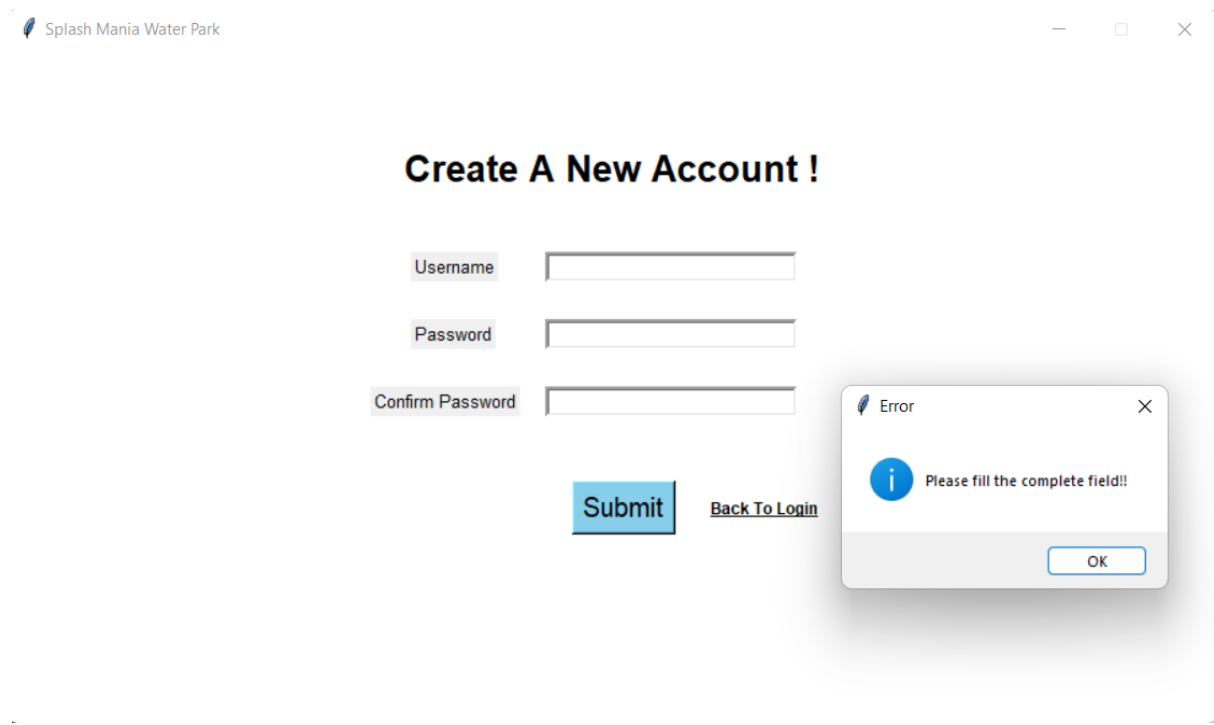 Splash Mania Water Park
Create A New Account !
Username
Password
Confirm Password
Error
Please fill the complete field!!
Submit
Back To Login
OK